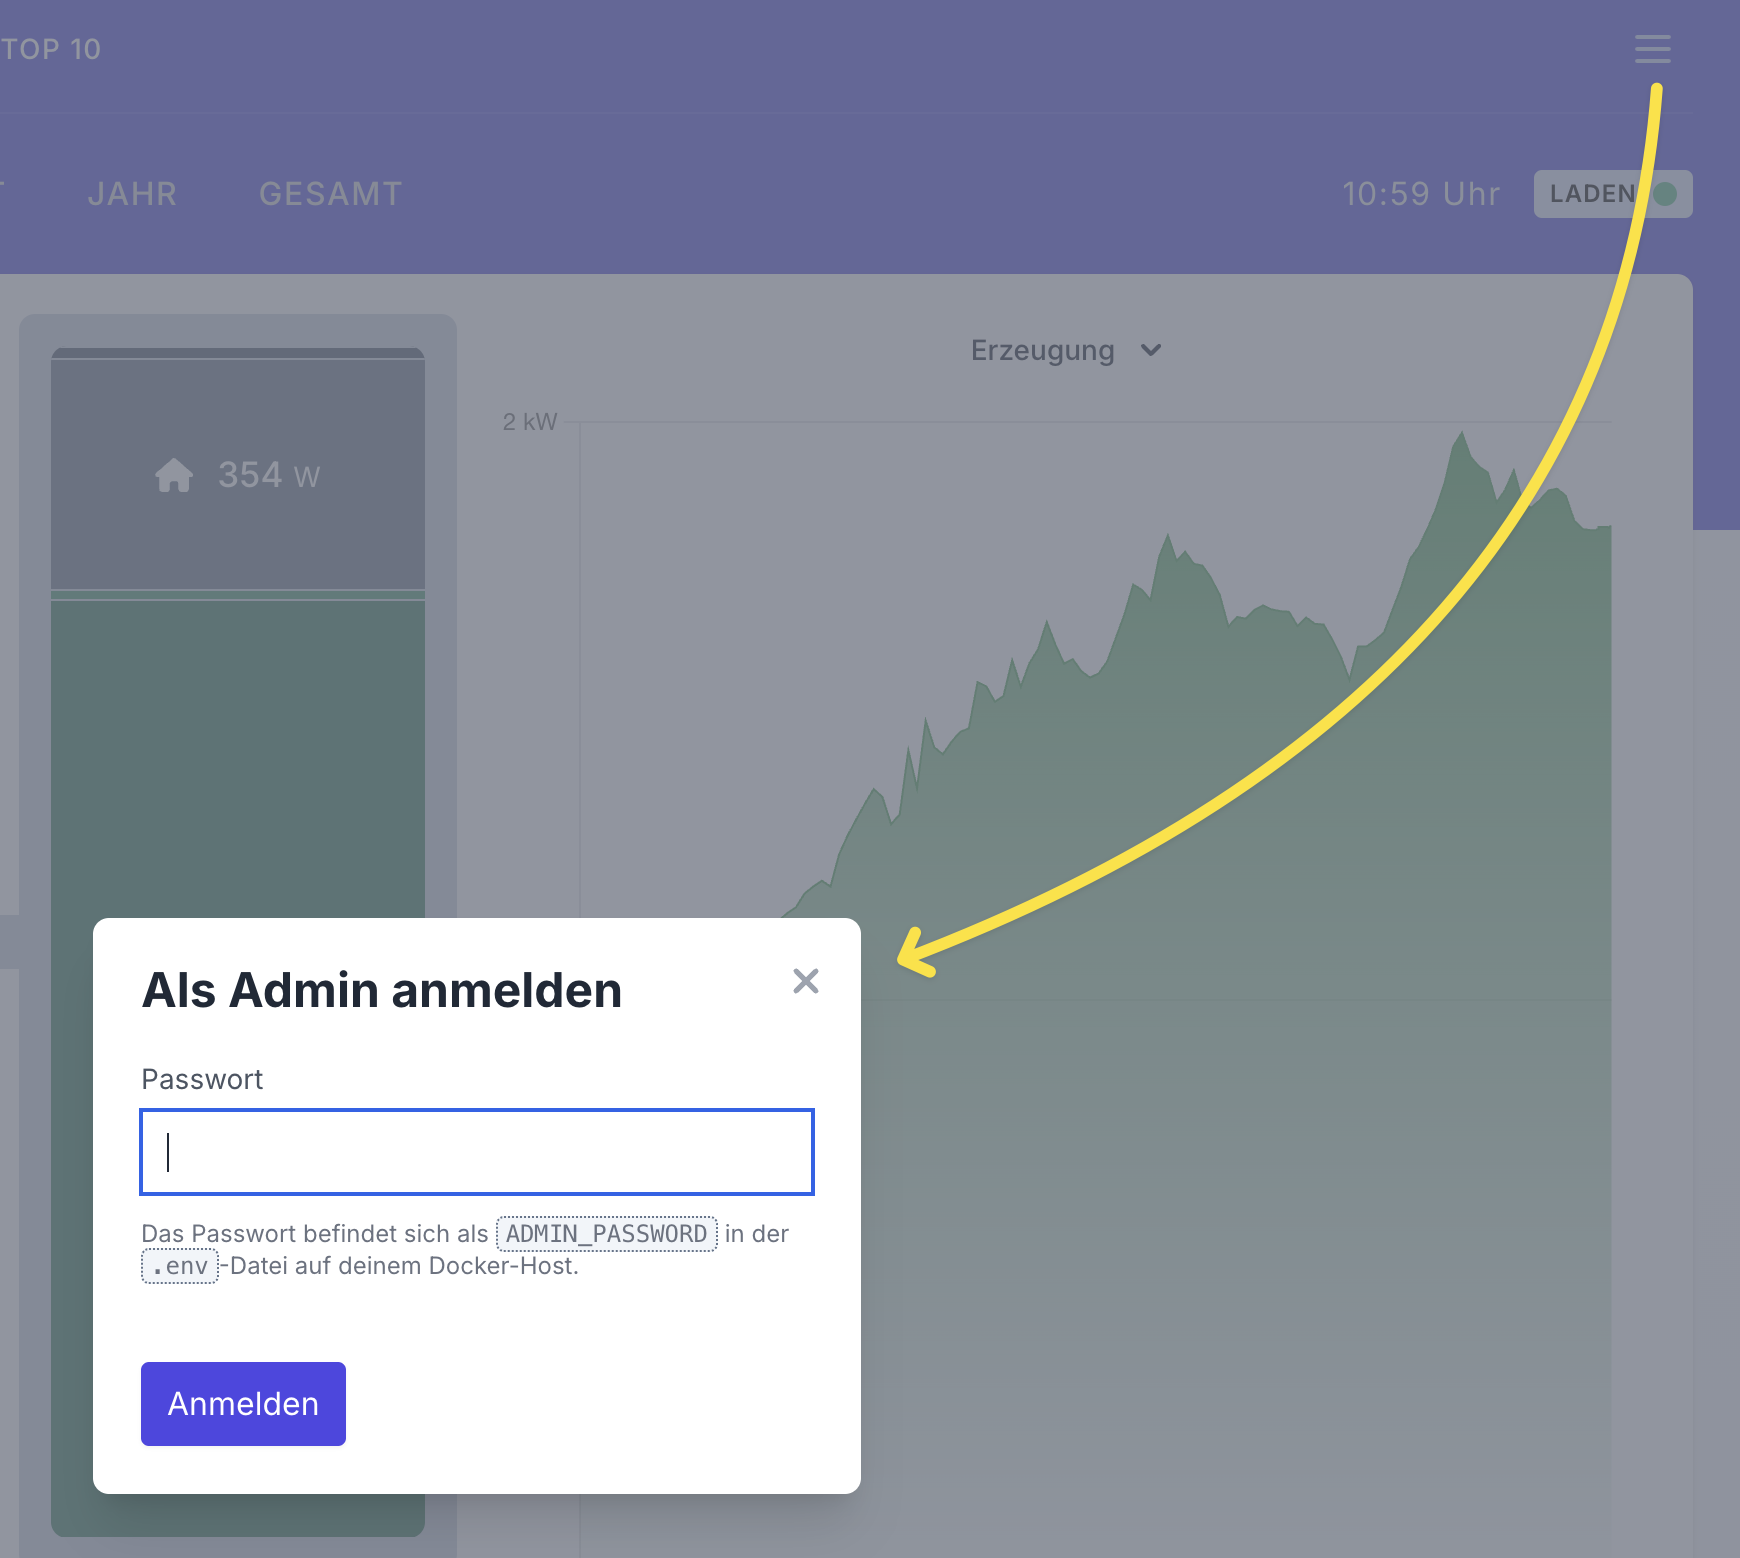 TOP 10
JAHR GESAMT 10:59 Uhr LADEN
Erzeugung
2 kW
354 W
Als Admin anmelden
Passwort
Das Passwort befindet sich als ADMIN_PASSWORD in der
.env-Datei auf deinem Docker-Host.
Anmelden